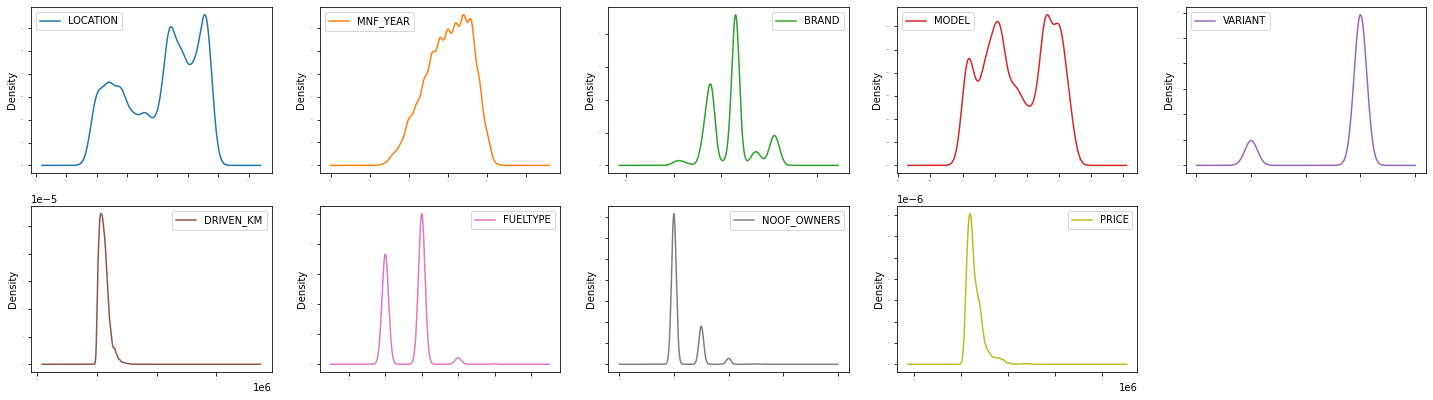 LOCATION
MNF_YEAR
BRAND
MODEL
VARIANT
Density
Density
Density
Density
Density
1e−5
DRIVEN_KM
FUELTYPE
NOOF_OWNERS
1e−6
PRICE
Density
Density
Density
Density
1e6
1e6